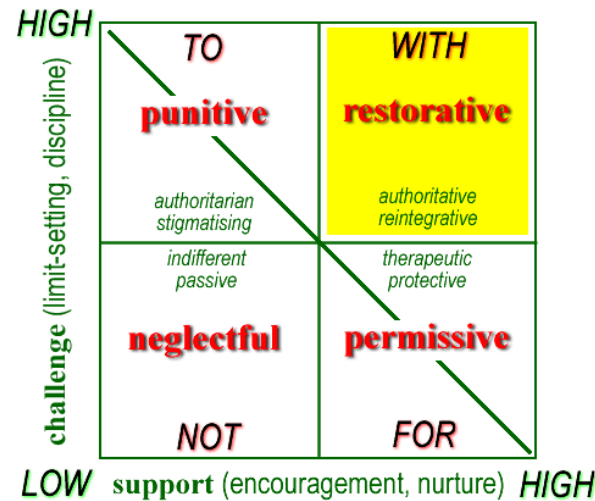 HIGH
TO
WITH
punitive
restorative
authoritarian
stigmatising
authoritative
reintegrative
challenge (limit-setting, discipline)
indifferent
passive
therapeutic
protective
neglectful
permissive
NOT
FOR
LOW
support (encouragement, nurture)
HIGH